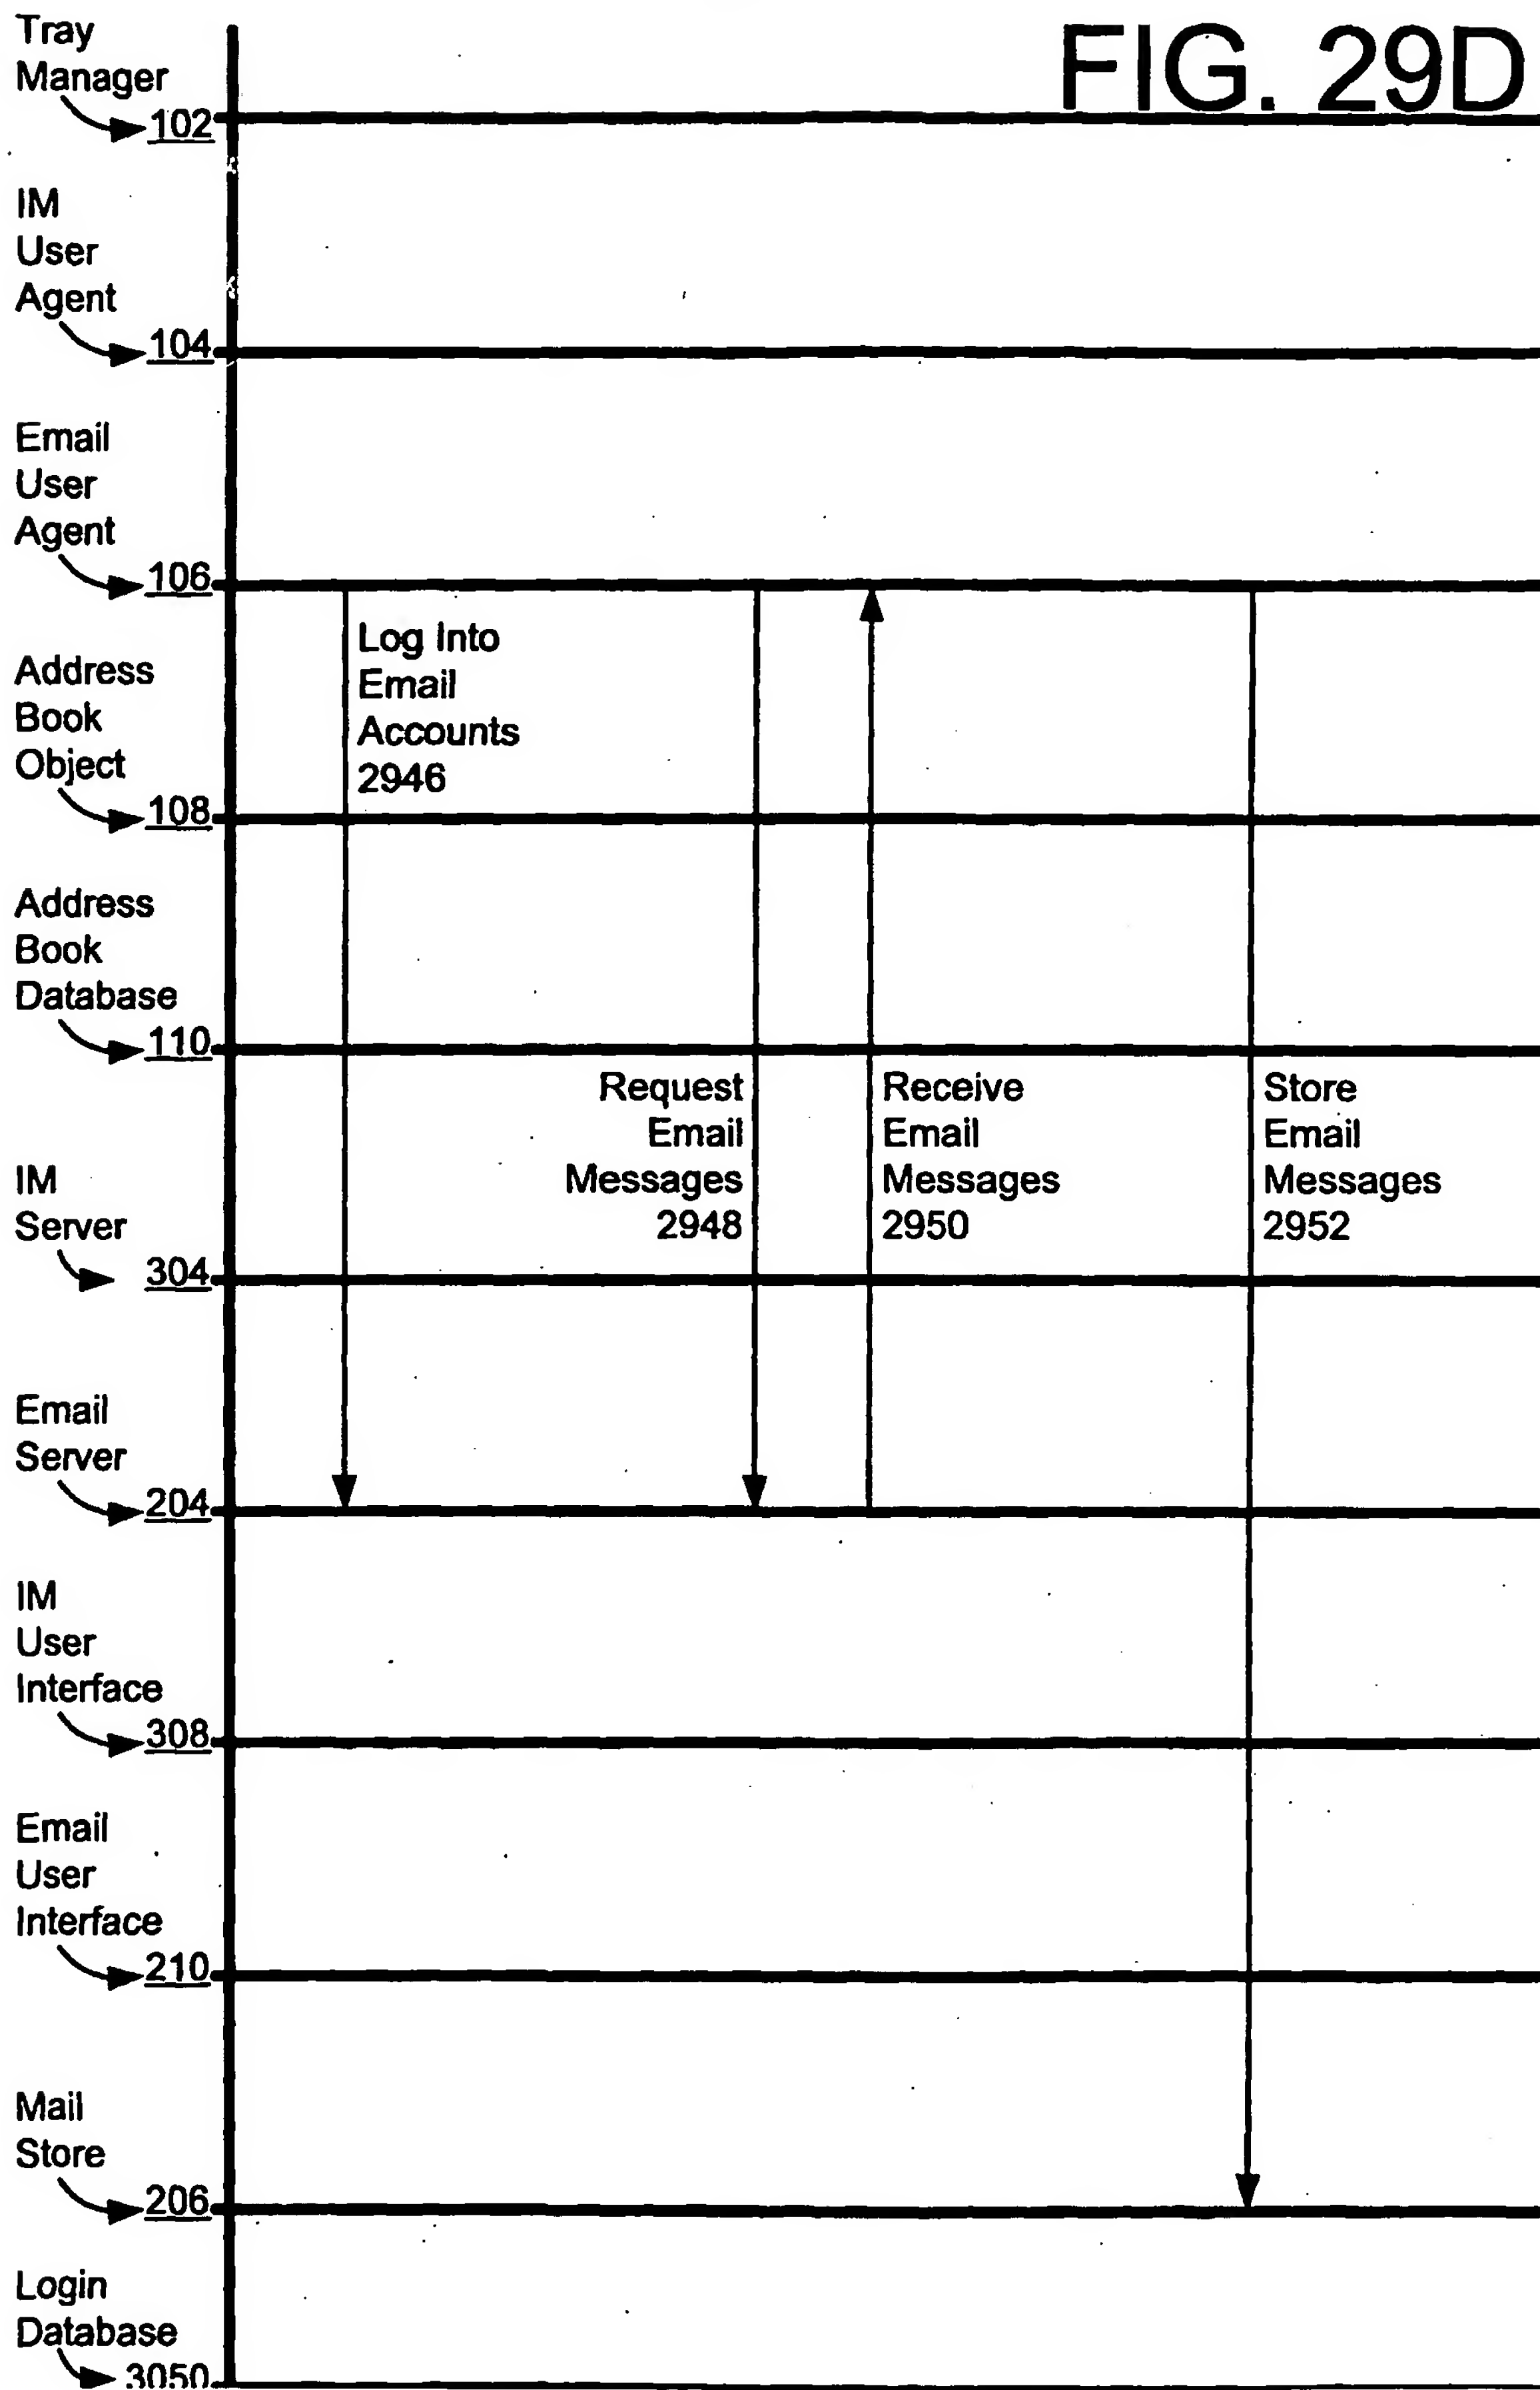 FIG. 29D
Tray
Manager
102
IM
User
Agent
104
Email
User
Agent
106
Log Into
Email
Accounts
2946
Address
Book
Object
108
Address
Book
Database
110
Request
Email
Messages
2948
Receive
Email
Messages
2950
Store
Email
Messages
2952
IM
Server
304
Email
Server
204
IM
User
Interface
308
Email
User
Interface
210
Mail
Store
206
Login
Database
3050